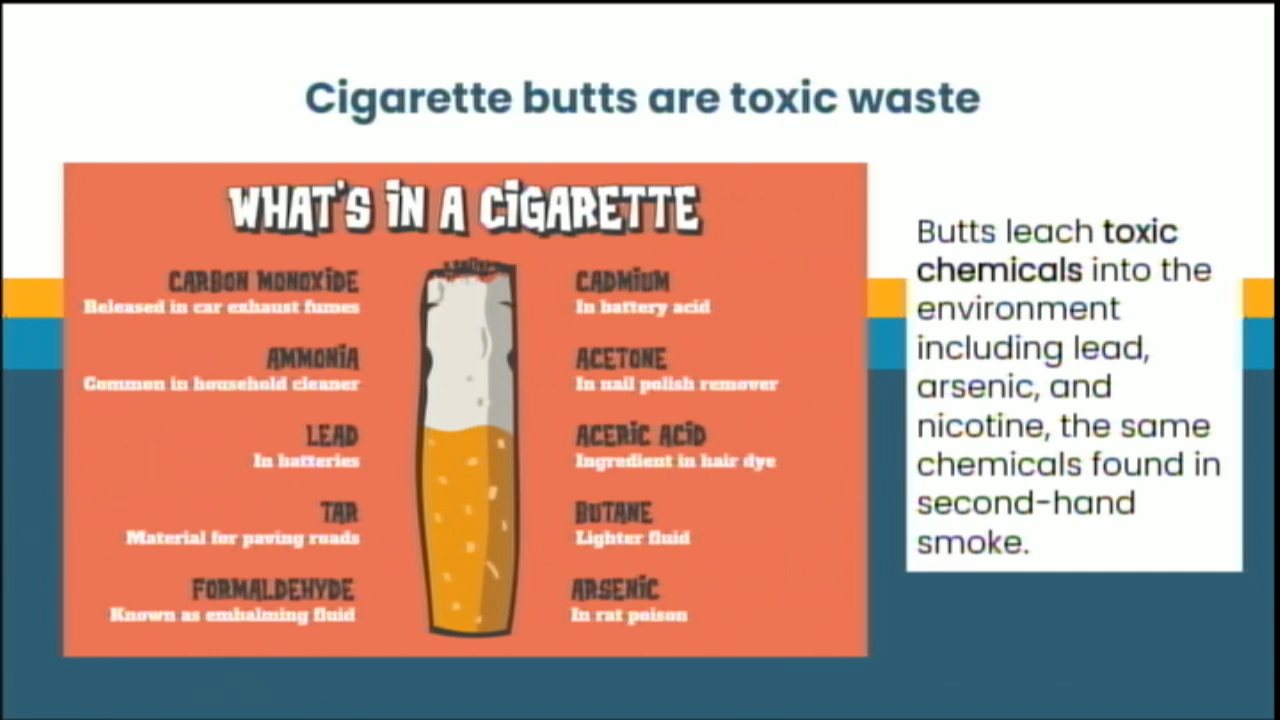 Cigarette butts are toxic waste
WHAT'S IN A CIGARETTE
CARBON MONOXIDE
Released in car exhaust fumes
AMMONIA
Common in household cleaner
LEAD
In batteries
TAR
Material for paving roads
FORMALDEHYDE
Known as embalming fluid
CADMIUM
In battery acid
ACETONE
In nail polish remover
ACERIC ACID
Ingredient in hair dye
BUTANE
Lighter fluid
ARSENIC
In rat poison
Butts leach toxic
chemicals into the
environment
including lead,
arsenic, and
nicotine, the same
chemicals found in
second-hand
smoke.